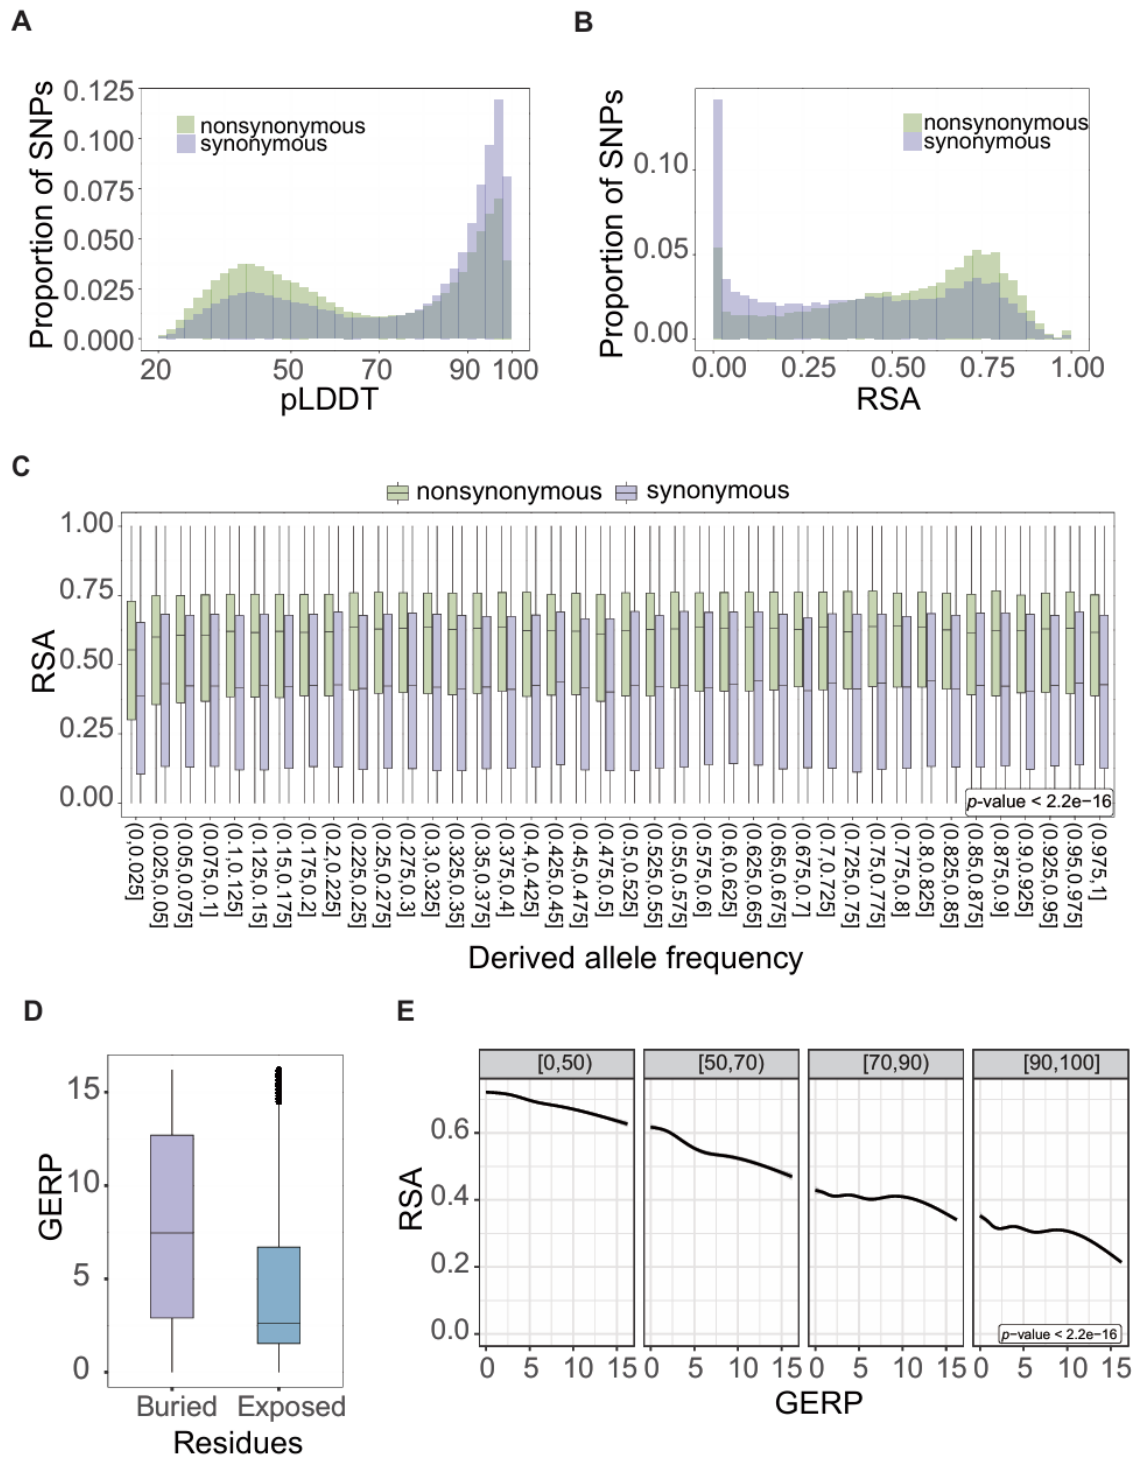 A
B
Proportion of SNPs
0.125
0.100
0.075
0.050
0.025
0.000
nonsynonymous
synonymous
20 50 70 90 100
pLDDT
Proportion of SNPs
0.10
0.05
0.00
nonsynonymous
synonymous
0.00 0.25 0.50 0.75 1.00
RSA
C
nonsynonymous synonymous
RSA
1.00
0.75
0.50
0.25
0.00
p-value < 2.2e−16
(0,0.025]
(0.025,0.05]
(0.05,0.075]
(0.075,0.1]
(0.1,0.125]
(0.125,0.15]
(0.15,0.175]
(0.175,0.2]
(0.2,0.225]
(0.225,0.25]
(0.25,0.275]
(0.275,0.3]
(0.3,0.325]
(0.325,0.35]
(0.35,0.375]
(0.375,0.4]
(0.4,0.425]
(0.425,0.45]
(0.45,0.475]
(0.475,0.5]
(0.5,0.525]
(0.525,0.55]
(0.55,0.575]
(0.575,0.6]
(0.6,0.625]
(0.625,0.65]
(0.65,0.675]
(0.675,0.7]
(0.7,0.725]
(0.725,0.75]
(0.75,0.775]
(0.775,0.8]
(0.8,0.825]
(0.825,0.85]
(0.85,0.875]
(0.875,0.9]
(0.9,0.925]
(0.925,0.95]
(0.95,0.975]
(0.975,1]
Derived allele frequency
D
GERP
15
10
5
0
Buried Exposed
Residues
E
[0,50) [50,70) [70,90) [90,100]
RSA
0.6
0.4
0.2
0.0
p−value < 2.2e−16
0 5 10 15 0 5 10 15 0 5 10 15 0 5 10 15
GERP